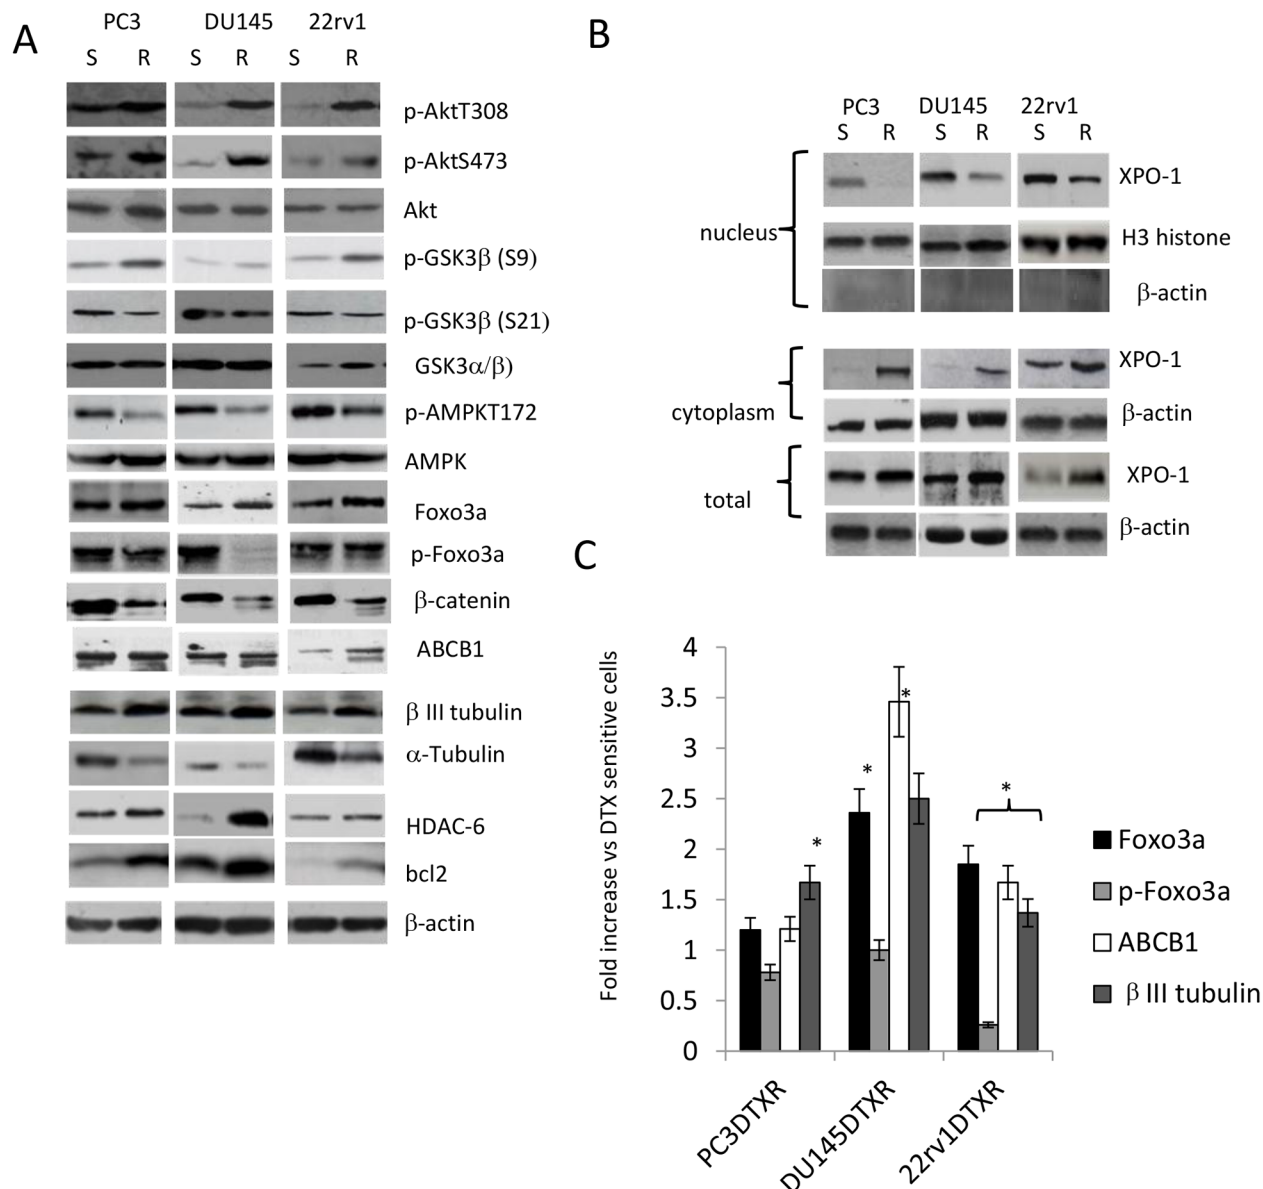 A
PC3 DU145 22rv1
S R S R S R
p-AktT308
p-AktS473
Akt
p-GSK3β (S9)
p-GSK3β (S21)
GSK3α/β)
p-AMPKT172
AMPK
Foxo3a
p-Foxo3a
β-catenin
ABCB1
β III tubulin
α-Tubulin
HDAC-6
bcl2
β-actin
B
PC3 DU145 22rv1
S R S R S R
nucleus
XPO-1
H3 histone
β-actin
cytoplasm
XPO-1
β-actin
total
XPO-1
β-actin
C
Fold increase vs DTX sensitive cells
4
3.5
3
2.5
2
1.5
1
0.5
0
*
*
*
*
PC3DTXR
DU145DTXR
22rv1DTXR
Foxo3a
p-Foxo3a
ABCB1
β III tubulin